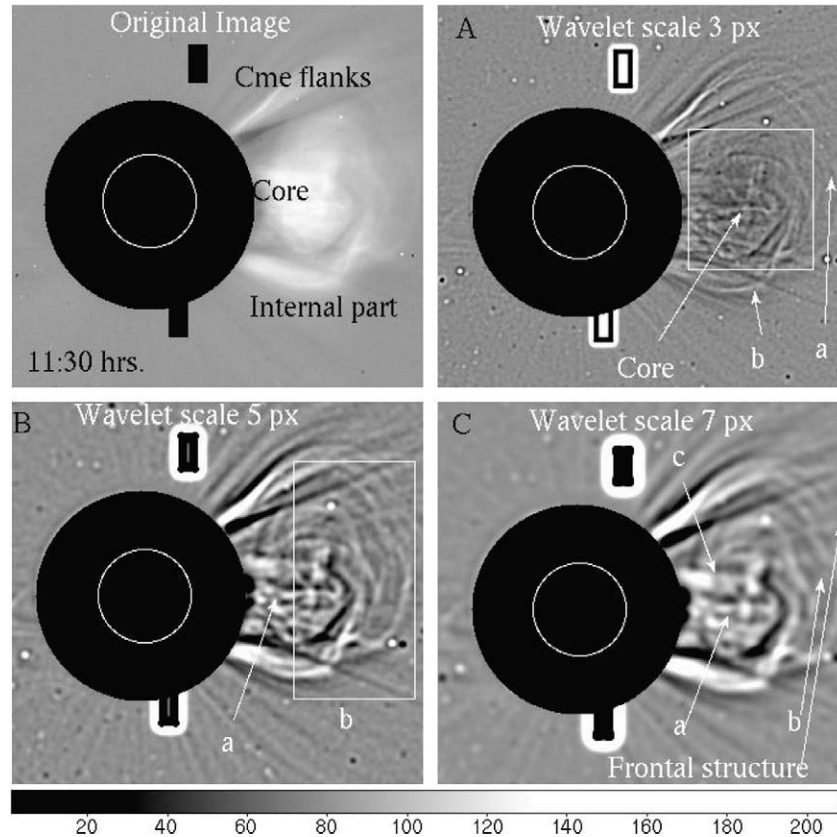 Original Image
Cme flanks
Core
Internal part
11:30 hrs.
A
Wavelet scale 3 px
a
b
Core
B
Wavelet scale 5 px
a
b
C
Wavelet scale 7 px
c
a
b
Frontal structure
20 40 60 80 100 120 140 160 180 200